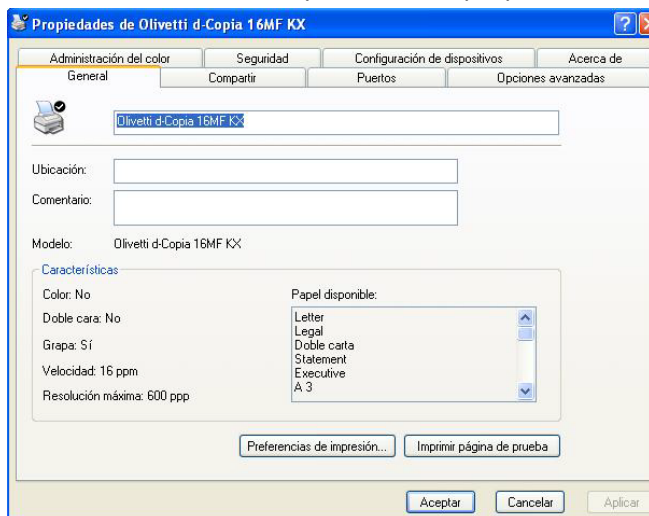 Propiedades de Olivetti d-Copia 16MF KX
Administración del color Seguridad Configuración de dispositivos Acerca de
General Compartir Puertos Opciones avanzadas
Olivetti d-Copia 16MF KX
Ubicación:
Comentario:
Modelo: Olivetti d-Copia 16MF KX
Características
Color: No Papel disponible:
Doble cara: No
Grapa: Sí
Velocidad: 16 ppm
Resolución máxima: 600 ppp
Letter
Legal
Doble carta
Statement
Executive
A 3
Preferencias de impresión... Imprimir página de prueba
Aceptar Cancelar Aplicar